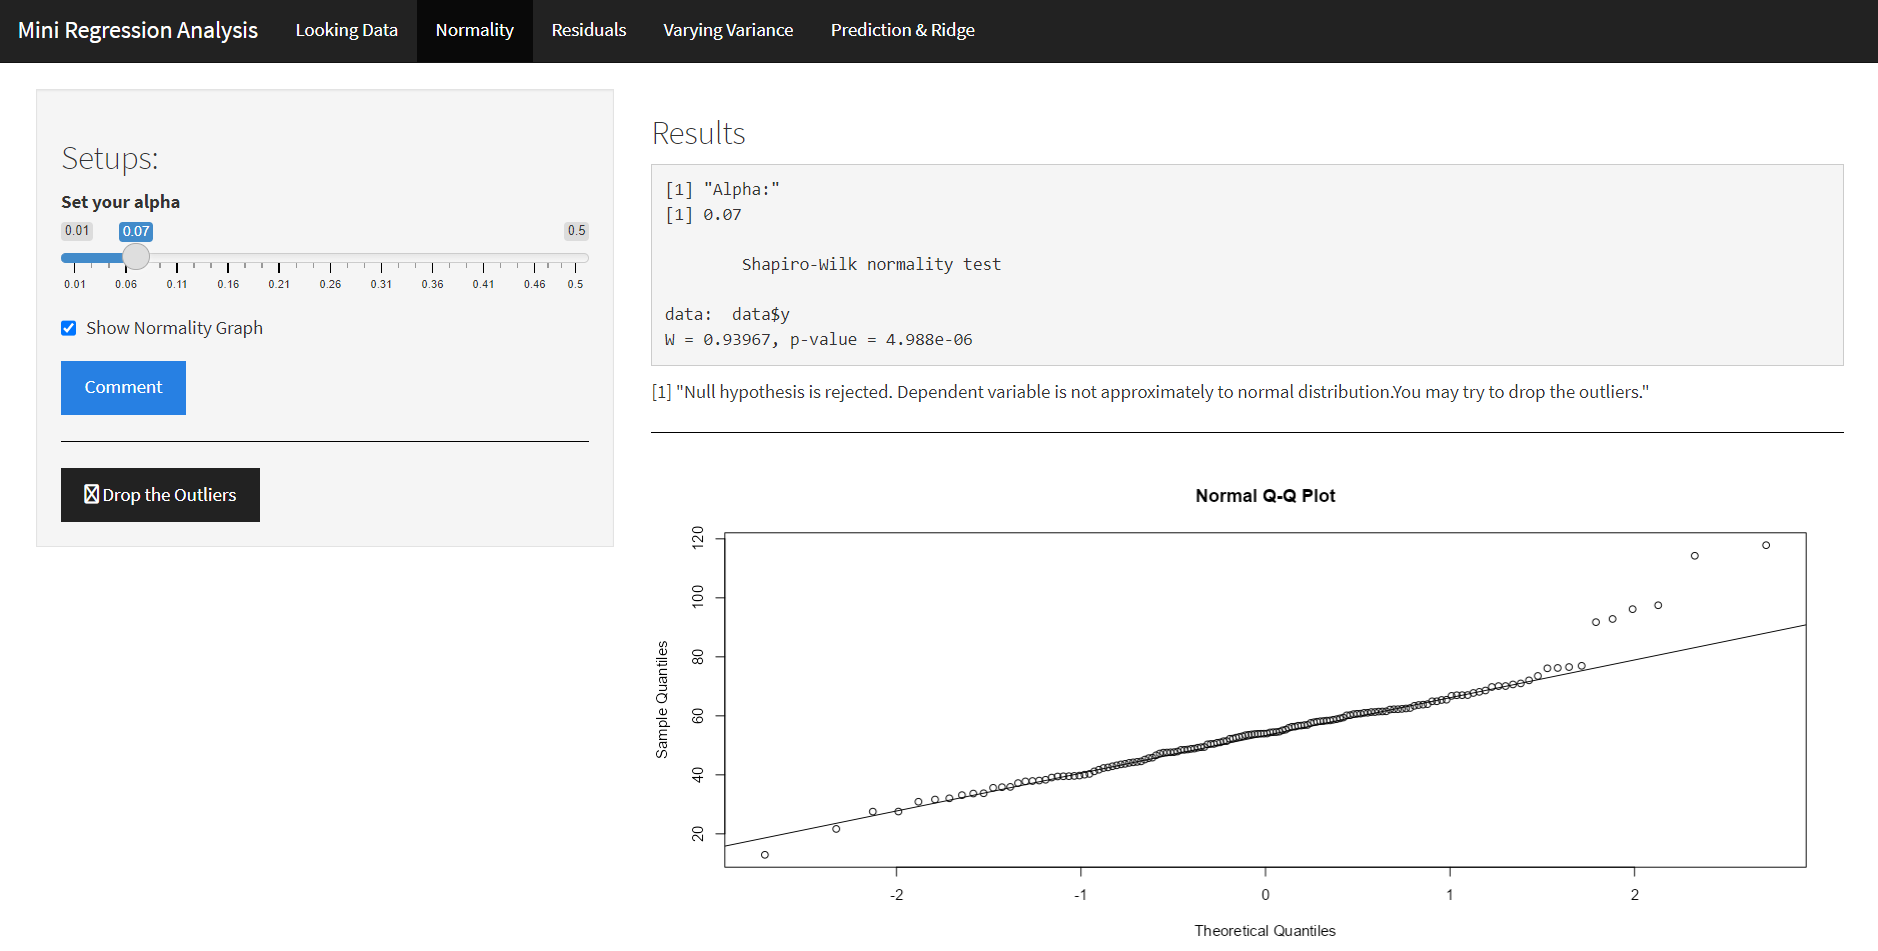 Mini Regression Analysis Looking Data Normality Residuals Varying Variance Prediction & Ridge
Setups:
Set your alpha
0.01 0.07 0.5
0.01 0.06 0.11 0.16 0.21 0.26 0.31 0.36 0.41 0.46 0.5
Show Normality Graph
Comment
Drop the Outliers
Results
[1] "Alpha:"
[1] 0.07
Shapiro-Wilk normality test
data:  data$y
W = 0.93967, p-value = 4.988e-06
[1] "Null hypothesis is rejected. Dependent variable is not approximately to normal distribution.You may try to drop the outliers."
Normal Q-Q Plot
Sample Quantiles
120
100
80
60
40
20
-2 -1 0 1 2
Theoretical Quantiles